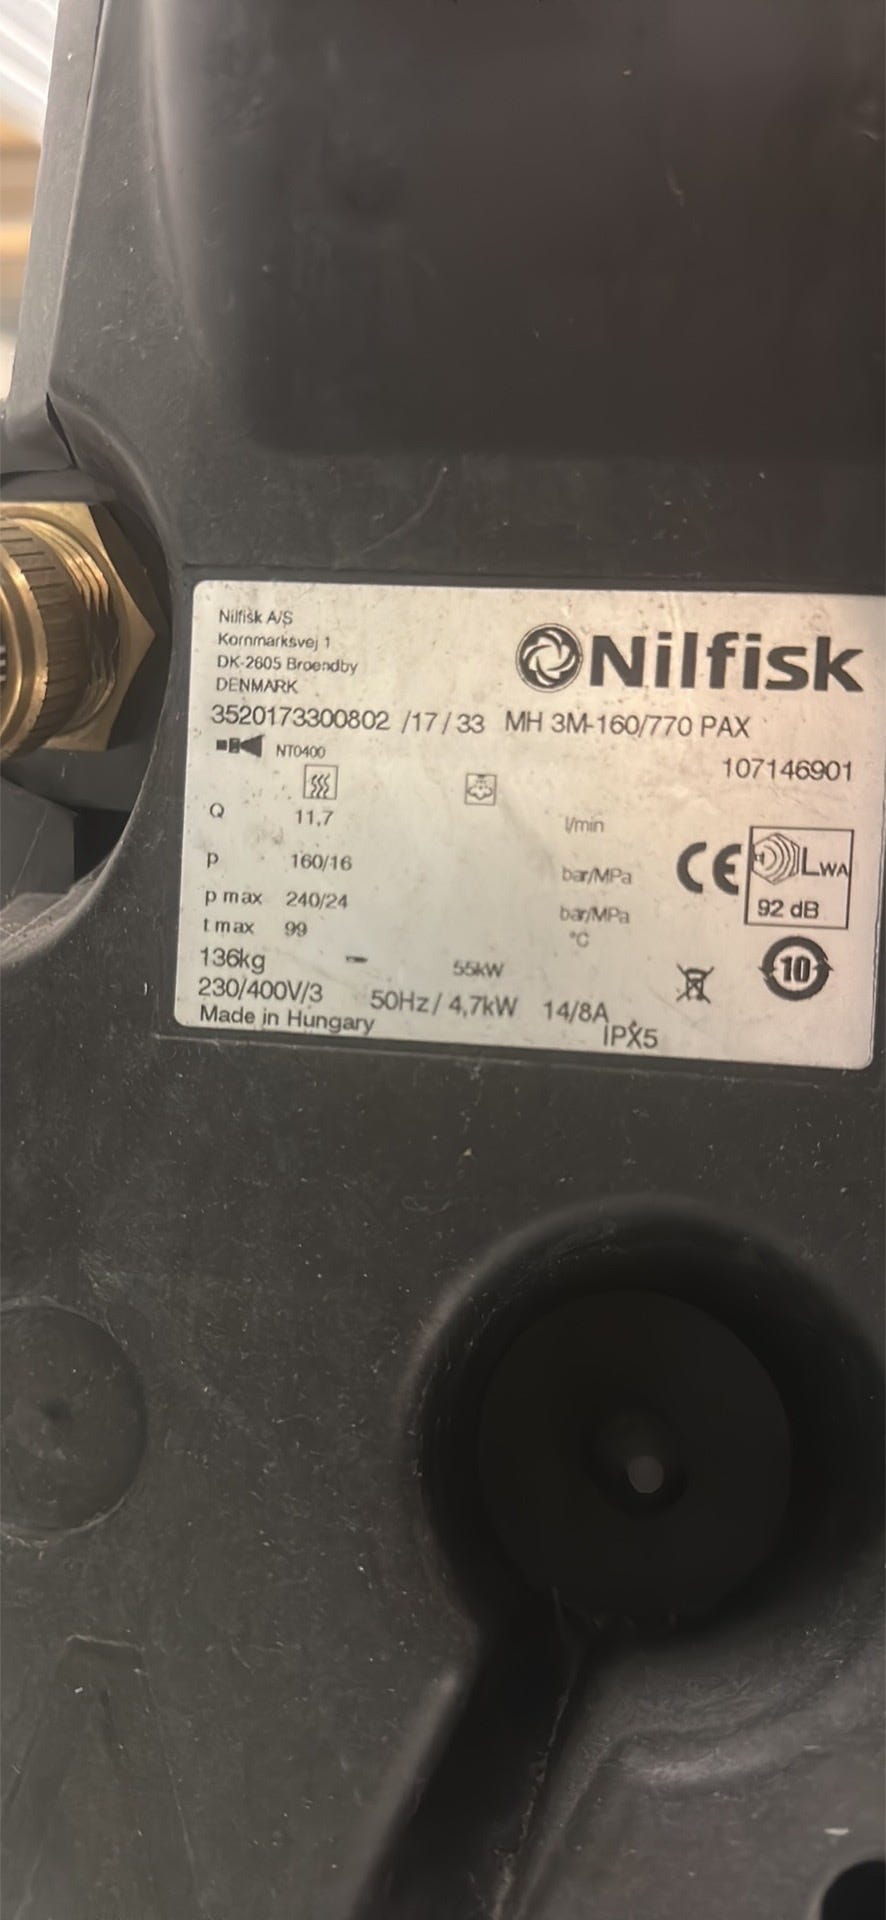 Nilfisk A/S
Kornmarksvej 1
DK-2605 Broendby
DENMARK
Nilfisk
3520173300802 /17/33 MH 3M-160/770 PAX
NT0400
107146901
Q 11,7 l/min
p 160/16 bar/MPa
p max 240/24 bar/MPa
t max 99 °C
CE
LWA
92 dB
10
136kg - 55kW
230/400V/3 50Hz/ 4,7kW 14/8A
Made in Hungary IPX5